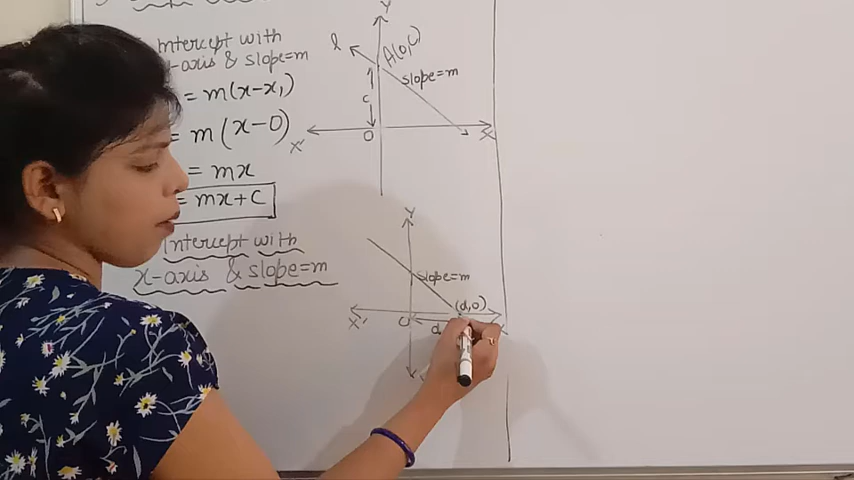 Intercept with
-axis & slope=m
= m(x-x₁)
= m(x-0)
= mx
= mx+c
Intercept with
x-axis & slope=m
Y
l
A(0,c)
slope=m
c
O
X'
X
Y
slope=m
(d,0)
X'
O
d